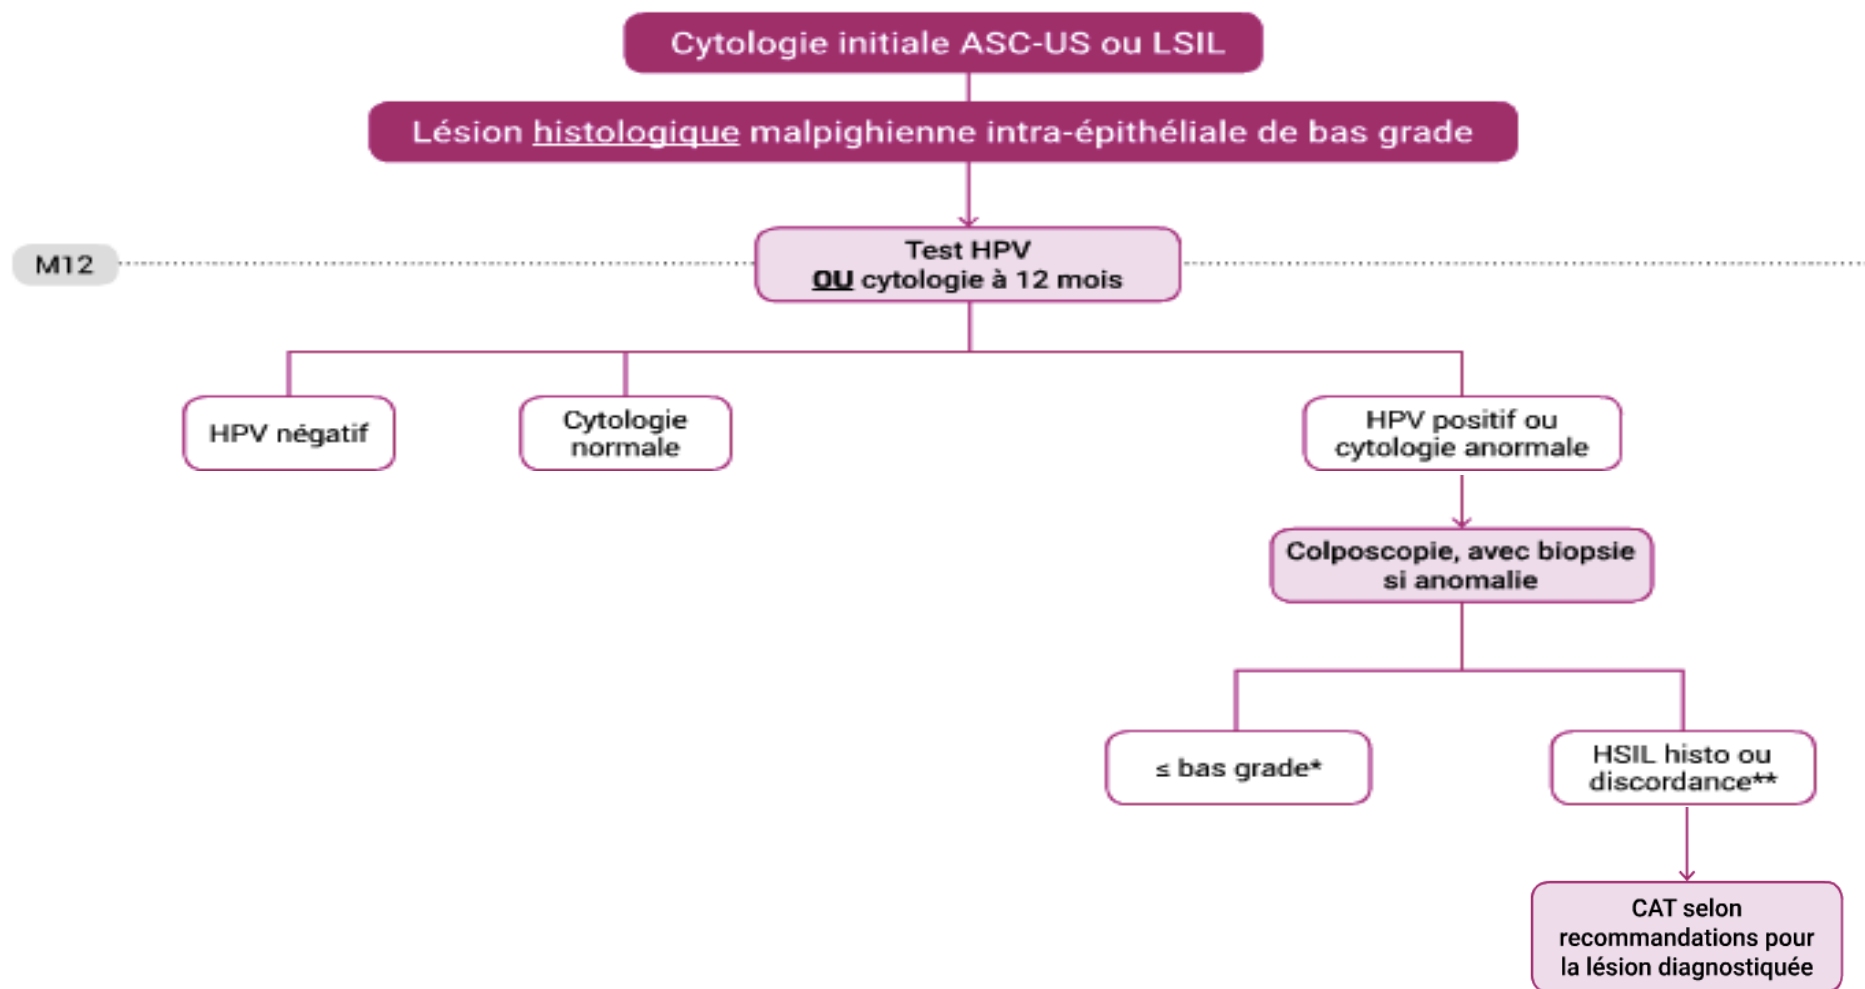 Cytologie initiale ASC-US ou LSIL
Lésion histologique malpighienne intra-épithéliale de bas grade
M12
Test HPV
OU cytologie à 12 mois
HPV négatif
Cytologie
normale
HPV positif ou
cytologie anormale
Colposcopie, avec biopsie
si anomalie
≤ bas grade*
HSIL histo ou
discordance**
CAT selon
recommandations pour
la lésion diagnostiquée